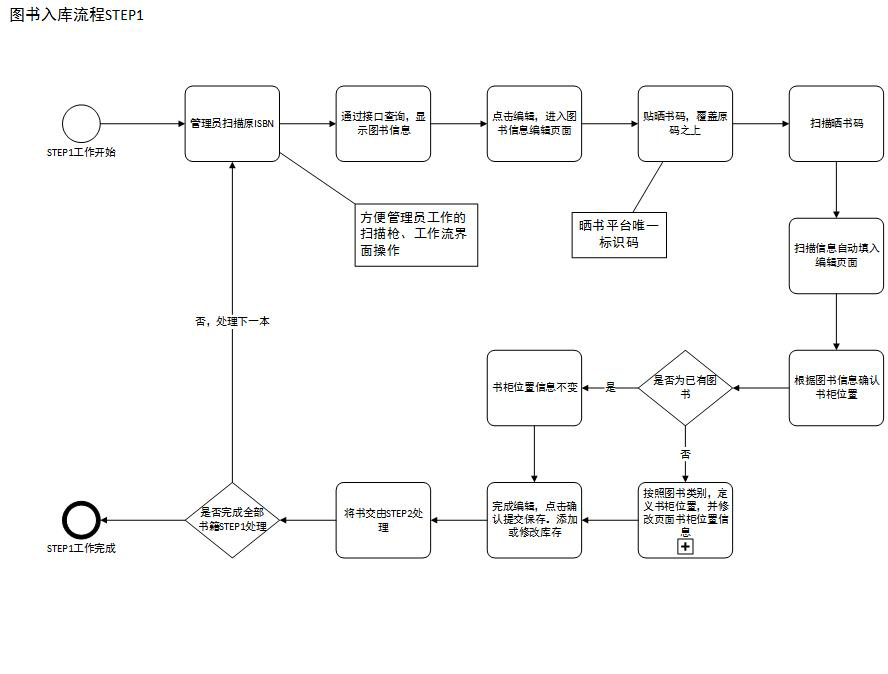 图书入库流程STEP1
STEP1工作开始
管理员扫描原ISBN
通过接口查询，显
示图书信息
点击编辑，进入图
书信息编辑页面
贴晒书码，覆盖原
码之上
扫描晒书码
方便管理员工作的
扫描枪、工作流界
面操作
晒书平台唯一
标识码
扫描信息自动填入
编辑页面
否，处理下一本
书柜位置信息不变
是
是否为已有图
书
根据图书信息确认
书柜位置
否
STEP1工作完成
是否完成全部
书籍STEP1处理
将书交由STEP2处
理
完成编辑，点击确
认提交保存。添加
或修改库存
按照图书类别，定
义书柜位置，并修
改页面书柜位置信
息